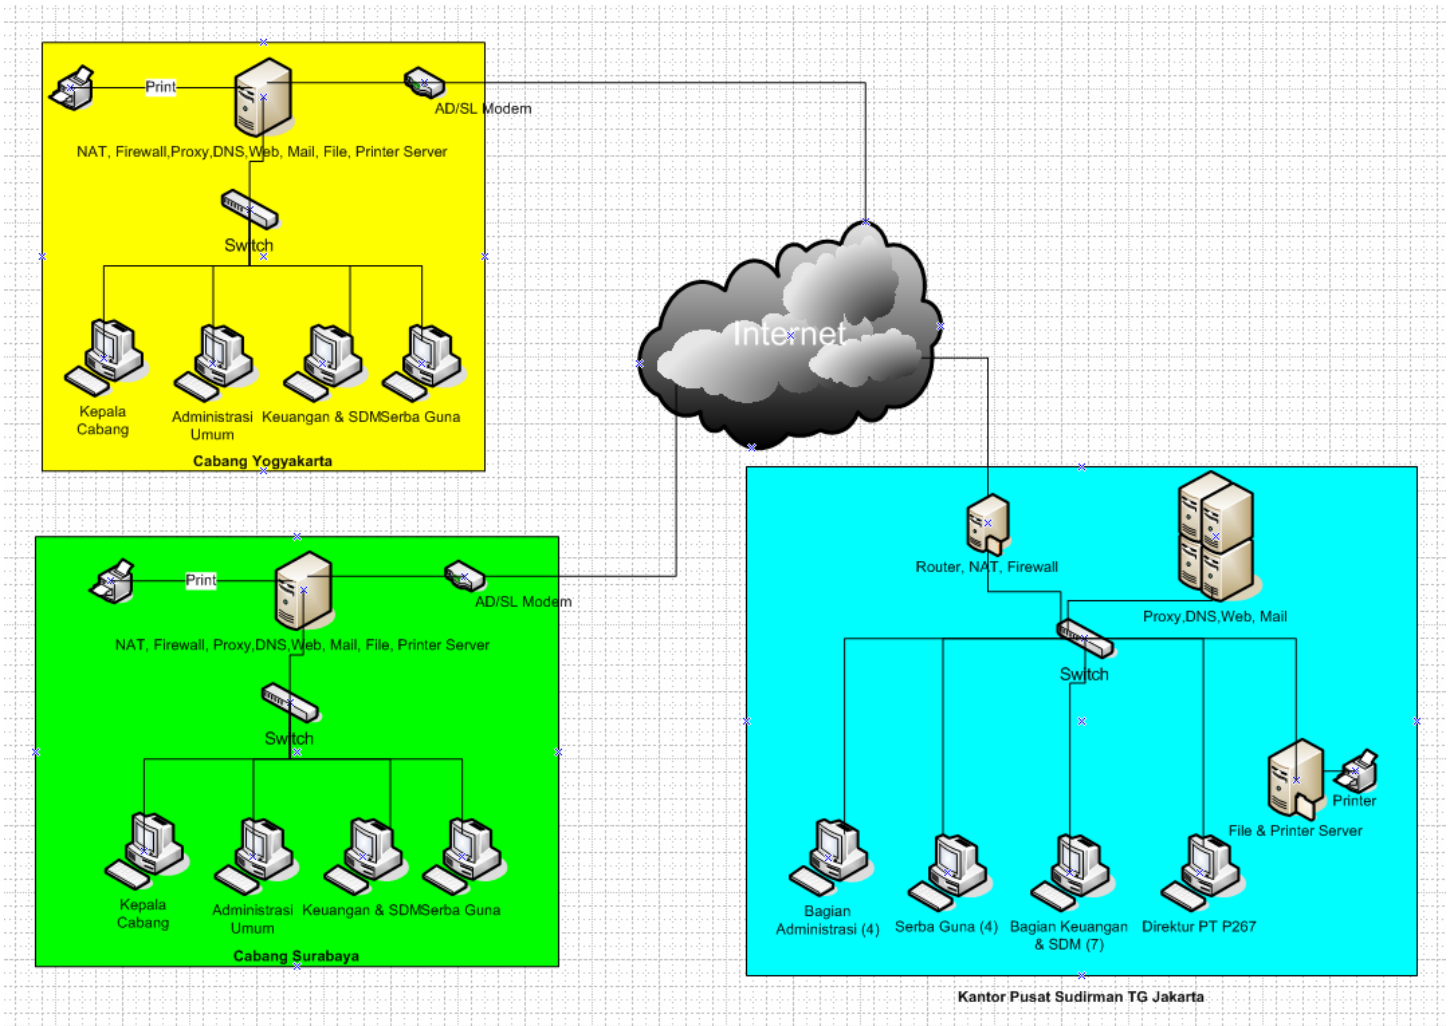 Print
AD/SL Modem
NAT, Firewall,Proxy,DNS,Web, Mail, File, Printer Server
Switch
Kepala
Cabang
Administrasi
Umum
Keuangan & SDM
Serba Guna
Cabang Yogyakarta
Internet
Print
AD/SL Modem
NAT, Firewall, Proxy,DNS,Web, Mail, File, Printer Server
Switch
Kepala
Cabang
Administrasi
Umum
Keuangan & SDM
Serba Guna
Cabang Surabaya
Router, NAT, Firewall
Proxy,DNS,Web, Mail
Switch
Printer
File & Printer Server
Bagian
Administrasi (4)
Serba Guna (4)
Bagian Keuangan
& SDM (7)
Direktur PT P267
Kantor Pusat Sudirman TG Jakarta